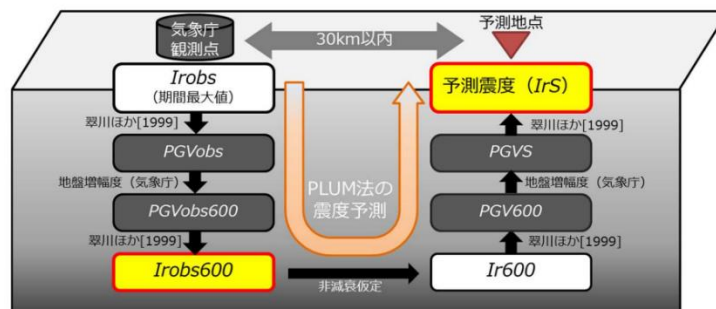 気象庁
観測点
30km以内
予測地点
Irobs
(期間最大値)
予測震度(IrS)
翠川ほか[1999]
翠川ほか[1999]
PGVobs
PGVS
地盤増幅度(気象庁)
PLUM法の
震度予測
地盤増幅度(気象庁)
PGVobs600
PGV600
翠川ほか[1999]
翠川ほか[1999]
Irobs600
非減衰仮定
Ir600